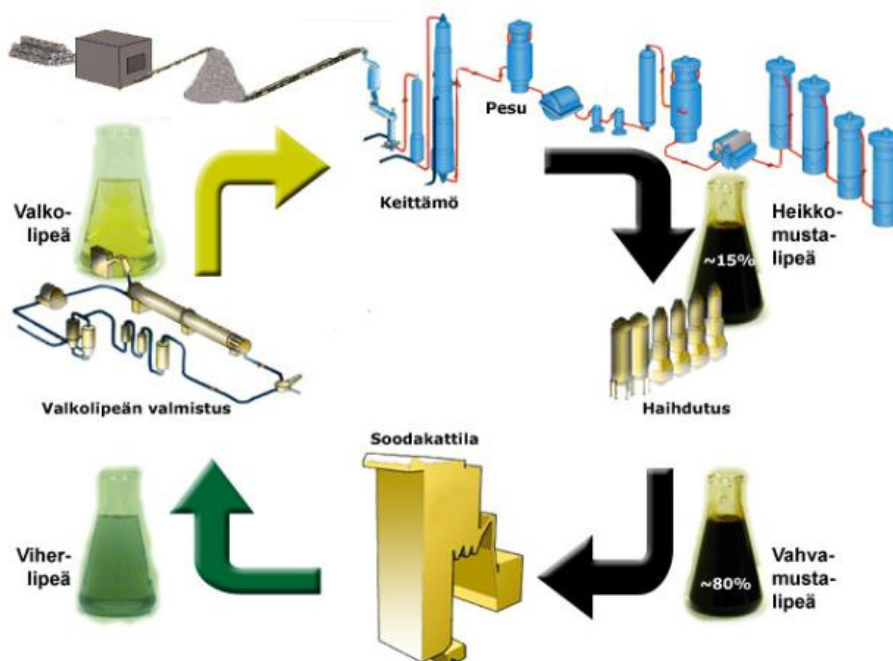 Pesu
Keittämö
Valko-
lipeä
Heikko-
musta-
lipeä
~15%
Valkolipeän valmistus
Haihdutus
Soodakattila
Viher-
lipeä
~80%
Vahva-
musta-
lipeä